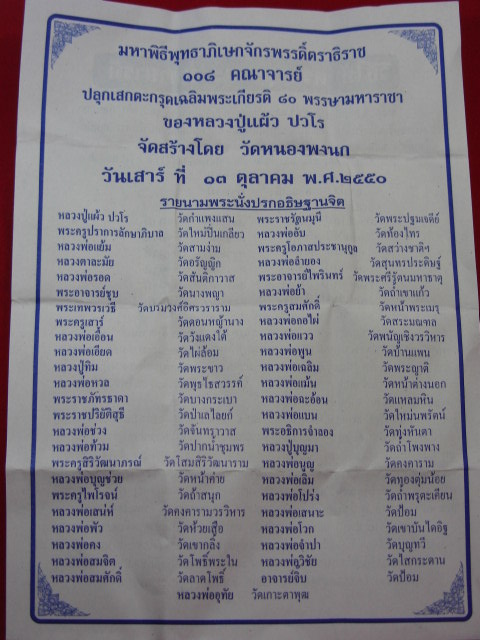 มหาพิธีพุทธาภิเษกจักรพรรดิ์ตราธิราช
๑๐๘ คณาจารย์
ปลุกเสกตะกรุดเฉลิมพระเกียรติ ๘๐ พรรษามหาราชา
ของหลวงปู่แผ้ว ปวโร
จัดสร้างโดย วัดหนองพงนก
วันเสาร์ ที่ ๑๓ ตุลาคม พ.ศ.๒๕๕๐
รายนามพระนั่งปรกอธิษฐานจิต
หลวงปู่แผ้ว ปวโร วัดกำแพงแสน พระราชรัตนมุนี วัดพระปฐมเจดีย์
พระครูปราการลักษาภิบาล วัดใหม่ปิ่นเกลียว หลวงพ่ออับ วัดท้องไทร
หลวงพ่อแย้ม วัดสามง่าม พระครูโอภาสประชานุกูล วัดสว่างชาติฯ
หลวงตาละมัย วัดอรัญญิก หลวงพ่อลำยอง วัดสุนทรประดิษฐ์
หลวงพ่อรอด วัดสันติกาวาส พระอาจารย์ไพรินทร์ วัดพระศรีรัตนมหาธาตุ
พระอาจารย์ชุบ วัดนางพญา หลวงพ่อย้า วัดถ้ำเขาแก้ว
พระเทพวรเวธี พระครูสมศักดิ์ วัดหน้าพระเมรุ
พระครูเสาร์ วัดดอนหญ้านาง หลวงพ่อกอไผ่ วัดสระมณฑล
หลวงพ่อเอื้อน วัดวังแดงใต้ หลวงพ่อแวว วัดพนัญเชิงวรวิหาร
หลวงพ่อเอียด วัดไผ่ล้อม หลวงพ่อพูน วัดบ้านแพน
หลวงปู่ทิม วัดพระขาว หลวงพ่อเฉลิม วัดพระญาติ
หลวงพ่อหวล วัดพุทไธสวรรค์ หลวงพ่อแม้น วัดหน้าต่างนอก
พระราชภัทรธาดา วัดบางกระเบา หลวงพ่อฉะอ้อน วัดแหลมหิน
พระราชปริยัติสุธี วัดป่าเลไลยก์ หลวงพ่อแบน วัดใหม่นพรัตน์
หลวงพ่อช่วง วัดจันทราวาส พระอธิการจำลอง วัดทุ่งหันตา
หลวงพ่อท้วม วัดปากน้ำชุมพร หลวงปู่บุญมา วัดถ้ำโพงพาง
พระครูสิริวัฒนาภรณ์ วัดโสมสิริวัฒนาราม หลวงพ่อนุญ วัดคงคาราม
หลวงพ่อบุญช่วย วัดหน้าค่าย หลวงพ่อเลิ่ม วัดทองตุ่มน้อย
พระครูไพโรจน์ วัดถ้ำสนุก หลวงพ่อโปร่ง วัดถ้ำพรุตะเคียน
หลวงพ่อเสน่ห์ วัดคงคารามวรวิหาร หลวงพ่อเสนาะ วัดป้อม
หลวงพ่อพัว วัดห้วยเสือ หลวงพ่อโวก วัดเขาบันไดอิฐ
หลวงพ่อคง วัดเขากลิ้ง หลวงพ่อจำปา วัดบุญทวี
หลวงพ่อสมจิต วัดโพธิ์พระใน หลวงพ่อวิชัย วัดไสกระดาน
หลวงพ่อสมศักดิ์ วัดลาดโพธิ์ อาจารย์จิบ วัดป้อม
หลวงพ่ออุทัย วัดเกาะตาพุด